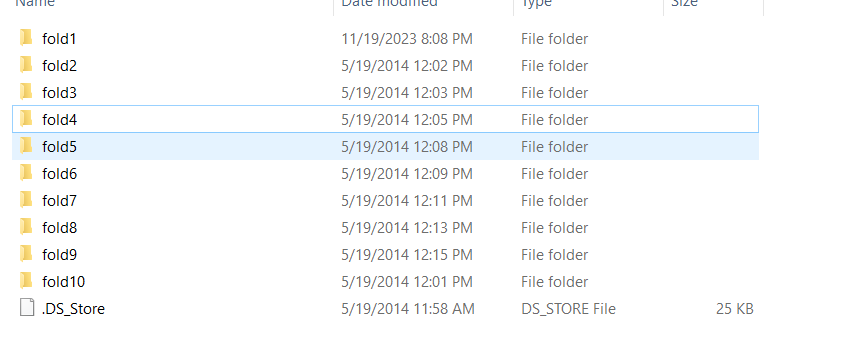 Name Date modified Type Size
fold1 11/19/2023 8:08 PM File folder
fold2 5/19/2014 12:02 PM File folder
fold3 5/19/2014 12:03 PM File folder
fold4 5/19/2014 12:05 PM File folder
fold5 5/19/2014 12:08 PM File folder
fold6 5/19/2014 12:09 PM File folder
fold7 5/19/2014 12:11 PM File folder
fold8 5/19/2014 12:13 PM File folder
fold9 5/19/2014 12:15 PM File folder
fold10 5/19/2014 12:01 PM File folder
.DS_Store 5/19/2014 11:58 AM DS_STORE File 25 KB